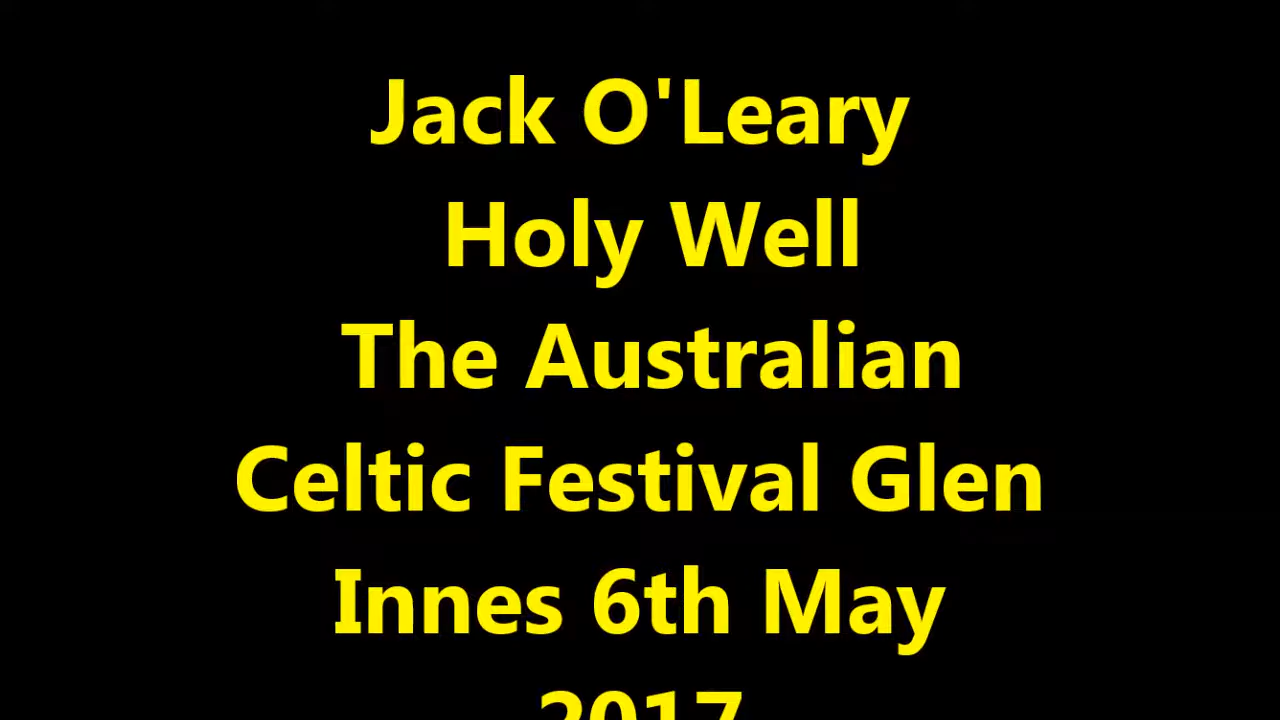 Jack O'Leary
Holy Well
The Australian
Celtic Festival Glen
Innes 6th May
2017